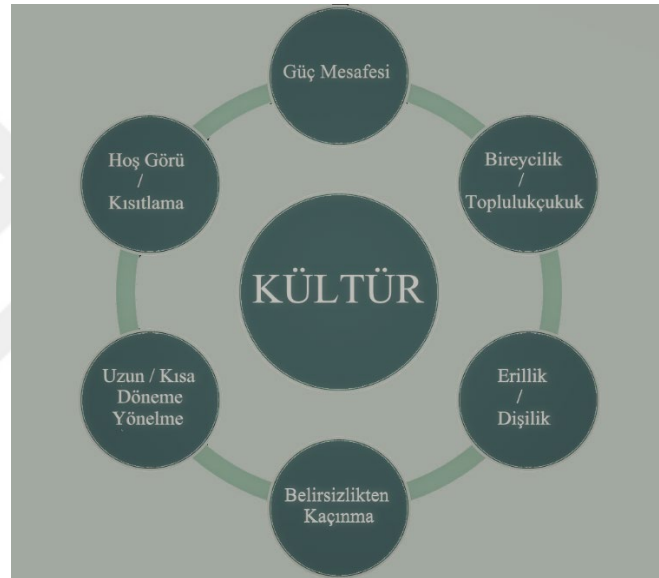 Güç Mesafesi
Bireycilik
/
Toplulukçukuk
Erillik
/
Dişilik
Belirsizlikten
Kaçınma
Uzun / Kısa
Döneme
Yönelme
Hoş Görü
/
Kısıtlama
KÜLTÜR